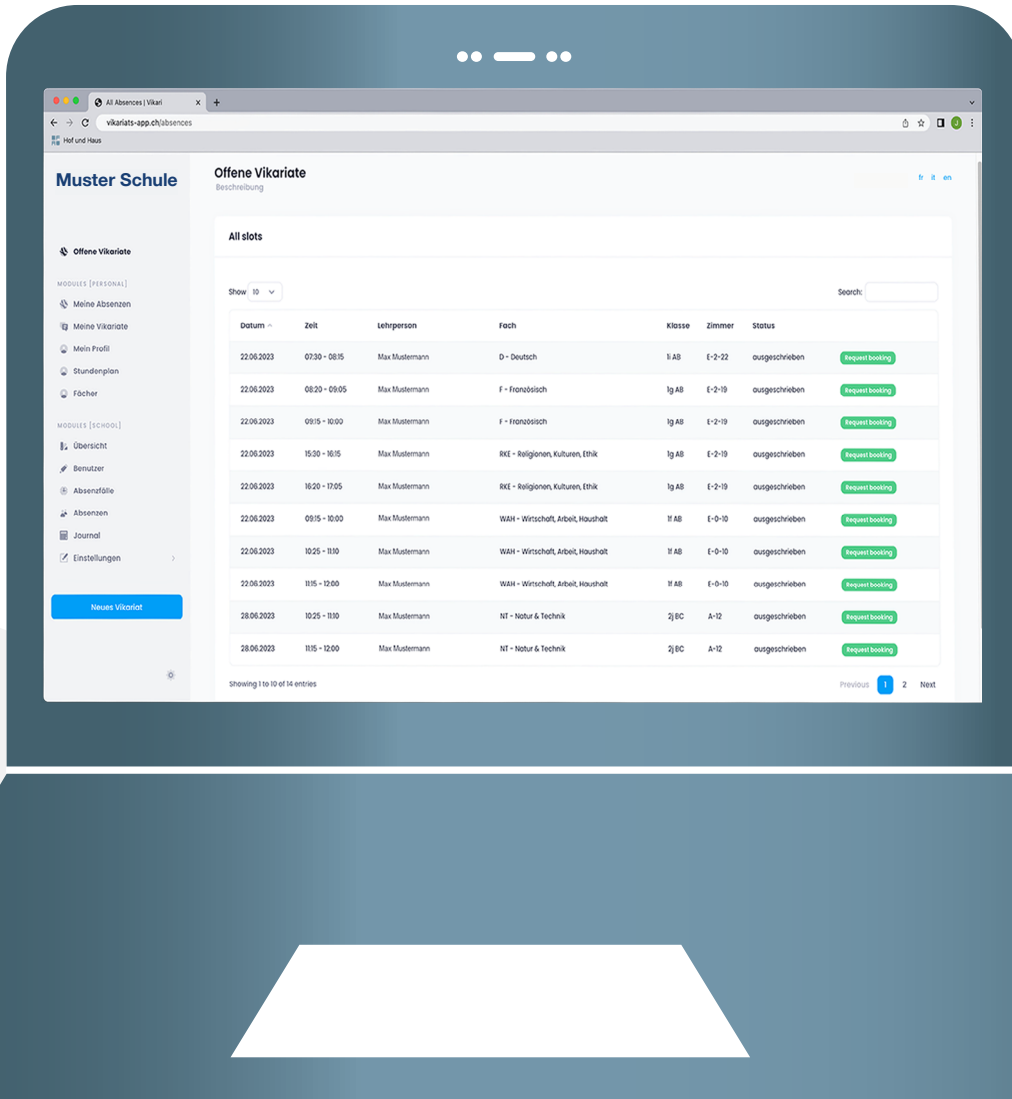 All Absences | Vikari
vikariats-app.ch/absences
J
Hof und Haus
Muster Schule
Offene Vikariate
MODULES [PERSONAL]
Meine Absenzen
Meine Vikariate
Mein Profil
Stundenplan
Fächer
MODULES [SCHOOL]
Übersicht
Benutzer
Absenzfälle
Absenzen
Journal
Einstellungen
Neues Vikariat
Offene Vikariate
Beschreibung
fr it en
All slots
Show 10
Search:
Datum Zeit Lehrperson Fach Klasse Zimmer Status
22.06.2023 07:30 - 08:15 Max Mustermann D - Deutsch 1i AB E-2-22 ausgeschrieben Request booking
22.06.2023 08:20 - 09:05 Max Mustermann F - Französisch 1g AB E-2-19 ausgeschrieben Request booking
22.06.2023 09:15 - 10:00 Max Mustermann F - Französisch 1g AB E-2-19 ausgeschrieben Request booking
22.06.2023 15:30 - 16:15 Max Mustermann RKE - Religionen, Kulturen, Ethik 1g AB E-2-19 ausgeschrieben Request booking
22.06.2023 16:20 - 17:05 Max Mustermann RKE - Religionen, Kulturen, Ethik 1g AB E-2-19 ausgeschrieben Request booking
22.06.2023 09:15 - 10:00 Max Mustermann WAH - Wirtschaft, Arbeit, Haushalt 1f AB E-0-10 ausgeschrieben Request booking
22.06.2023 10:25 - 11:10 Max Mustermann WAH - Wirtschaft, Arbeit, Haushalt 1f AB E-0-10 ausgeschrieben Request booking
22.06.2023 11:15 - 12:00 Max Mustermann WAH - Wirtschaft, Arbeit, Haushalt 1f AB E-0-10 ausgeschrieben Request booking
28.06.2023 10:25 - 11:10 Max Mustermann NT - Natur & Technik 2j BC A-12 ausgeschrieben Request booking
28.06.2023 11:15 - 12:00 Max Mustermann NT - Natur & Technik 2j BC A-12 ausgeschrieben Request booking
Showing 1 to 10 of 14 entries
Previous 1 2 Next